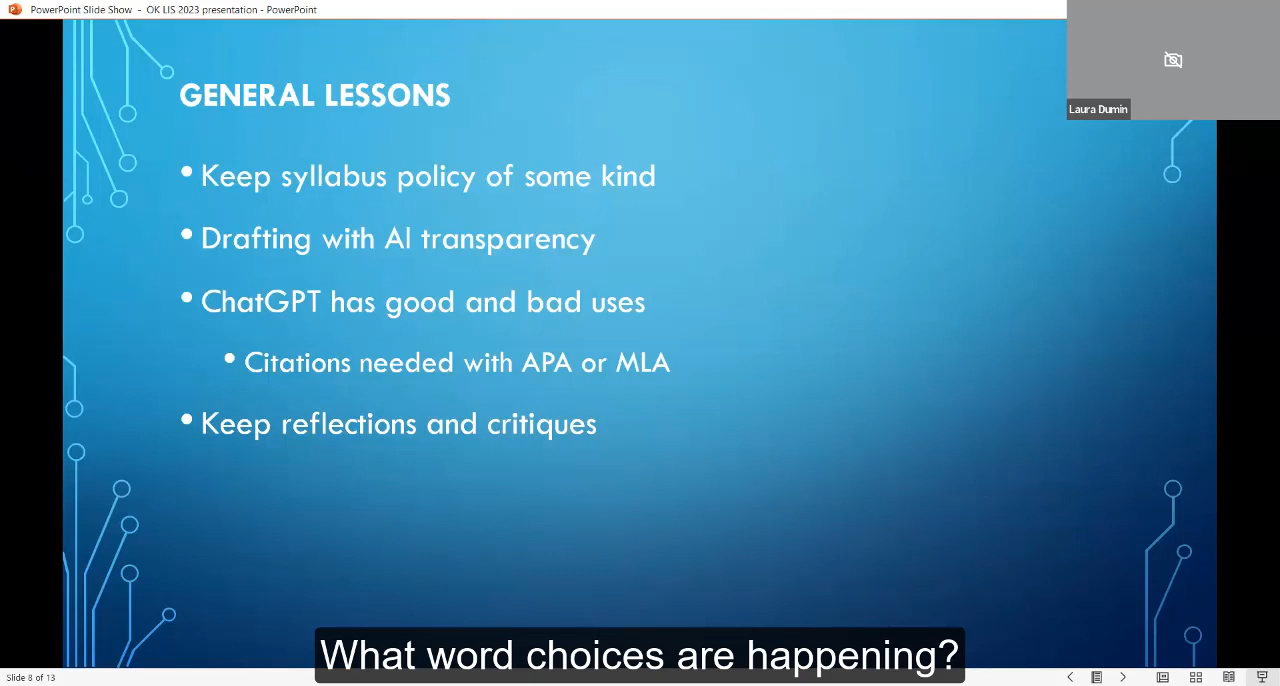 PowerPoint Slide Show - OK LIS 2023 presentation - PowerPoint
Laura Dumin
GENERAL LESSONS
• Keep syllabus policy of some kind
• Drafting with AI transparency
• ChatGPT has good and bad uses
• Citations needed with APA or MLA
• Keep reflections and critiques
What word choices are happening?
Slide 8 of 13